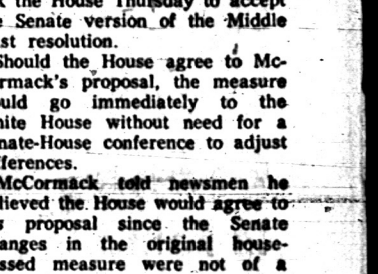 the House Thursday to accept
Senate version of the Middle
st resolution.
Should the House agree to Mc-
rmack's proposal, the measure
uld go immediately to the
ite House without need for a
nate-House conference to adjust
ferences.
McCormack told newsmen he
lieved the House would agree to
s proposal since the Senate
anges in the original house-
ssed measure were not of a